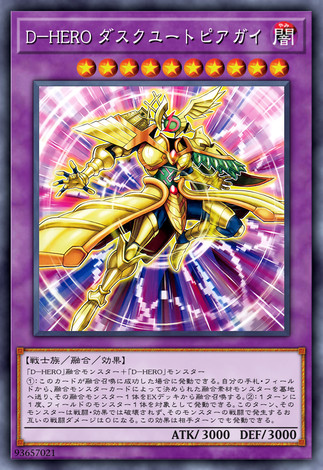 D-HERO ダスクユートピアガイ
闇
【戦士族／融合／効果】
「D-HERO」融合モンスター＋「D-HERO」モンスター
①：このカードが融合召喚に成功した場合に発動できる。自分の手札・フィール
ドから、融合モンスターカードによって決められた融合素材モンスターを墓地
へ送り、その融合モンスター１体をEXデッキから融合召喚する。②：１ターンに
１度、フィールドのモンスター１体を対象として発動できる。このターン、その
モンスターは戦闘・効果では破壊されず、そのモンスターの戦闘で発生するお
互いの戦闘ダメージは０になる。この効果は相手ターンでも発動できる。
ATK/ 3000 DEF/ 3000
93657021